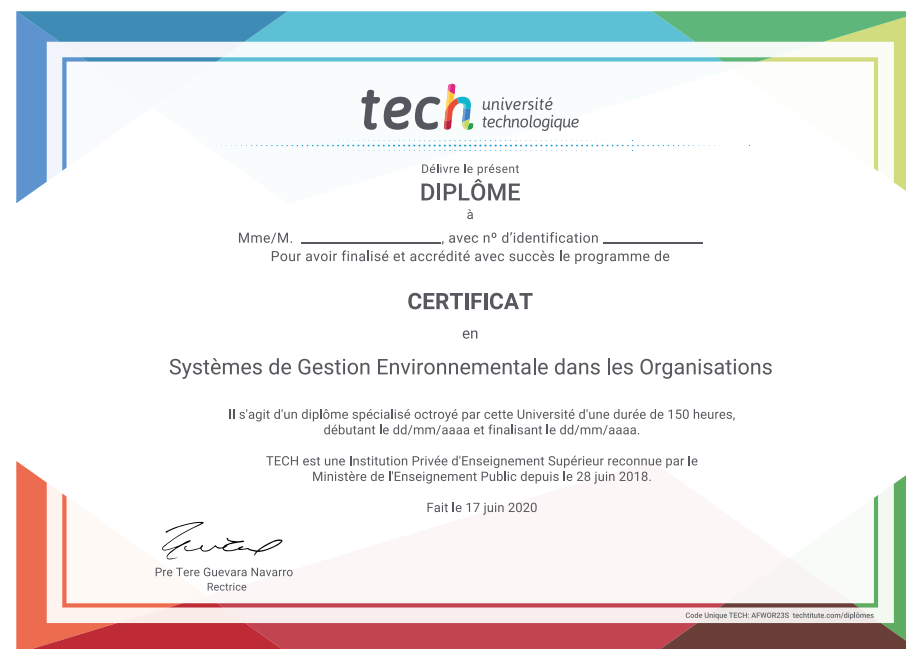 tech université
technologique
Délivre le présent
DIPLÔME
à
Mme/M. ____________________, avec nº d'identification ______________
Pour avoir finalisé et accrédité avec succès le programme de
CERTIFICAT
en
Systèmes de Gestion Environnementale dans les Organisations
Il s'agit d'un diplôme spécialisé octroyé par cette Université d'une durée de 150 heures,
débutant le dd/mm/aaaa et finalisant le dd/mm/aaaa.
TECH est une Institution Privée d'Enseignement Supérieur reconnue par le
Ministère de l'Enseignement Public depuis le 28 juin 2018.
Fait le 17 juin 2020
Pre Tere Guevara Navarro
Rectrice
Code Unique TECH: AFWOR23S techtitute.com/diplômes